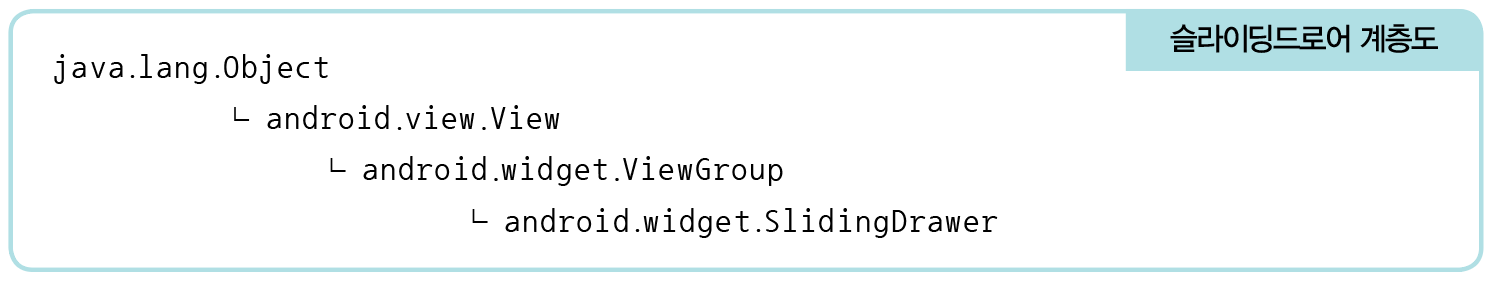 슬라이딩드로어 계층도
java.lang.Object
└ android.view.View
└ android.widget.ViewGroup
└ android.widget.SlidingDrawer